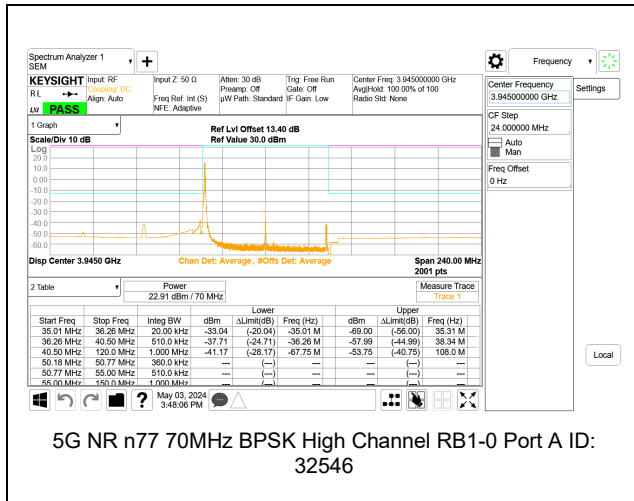 Spectrum Analyzer 1
SEM
+
Frequency
KEYSIGHT
RL
LXI PASS
Input: RF
Coupling: DC
Align: Auto
Input Z: 50 Ω
Freq Ref: Int (S)
NFE: Adaptive
Atten: 30 dB
Preamp: Off
µW Path: Standard
Trig: Free Run
Gate: Off
IF Gain: Low
Center Freq: 3.945000000 GHz
Avg|Hold: 100.00% of 100
Radio Std: None
Center Frequency
3.945000000 GHz
Settings
CF Step
24.000000 MHz
Auto
Man
Freq Offset
0 Hz
Local
1 Graph
Scale/Div 10 dB
Ref Lvl Offset 13.40 dB
Ref Value 30.0 dBm
Log
20.0
10.0
0.00
-10.0
-20.0
-30.0
-40.0
-50.0
-60.0
Disp Center 3.9450 GHz
Chan Det: Average, #Offs Det: Average
Span 240.00 MHz
2001 pts
2 Table
Power
22.91 dBm / 70 MHz
Measure Trace
Trace 1
Lower Upper
Start Freq Stop Freq Integ BW dBm ΔLimit(dB) Freq (Hz) dBm ΔLimit(dB) Freq (Hz)
35.01 MHz 36.26 MHz 20.00 kHz -33.04 (-20.04) -35.01 M -69.00 (-56.00) 35.31 M
36.26 MHz 40.50 MHz 510.0 kHz -37.71 (-24.71) -36.26 M -57.99 (-44.99) 38.34 M
40.50 MHz 120.0 MHz 1.000 MHz -41.17 (-28.17) -67.75 M -53.75 (-40.75) 108.0 M
50.18 MHz 50.77 MHz 360.0 kHz --- (---) --- --- (---) ---
50.77 MHz 55.00 MHz 510.0 kHz --- (---) --- --- (---) ---
55.00 MHz 150.0 MHz 1.000 MHz --- (---) --- --- (---) ---
?
May 03, 2024
3:48:06 PM
5G NR n77 70MHz BPSK High Channel RB1-0 Port A ID:
32546